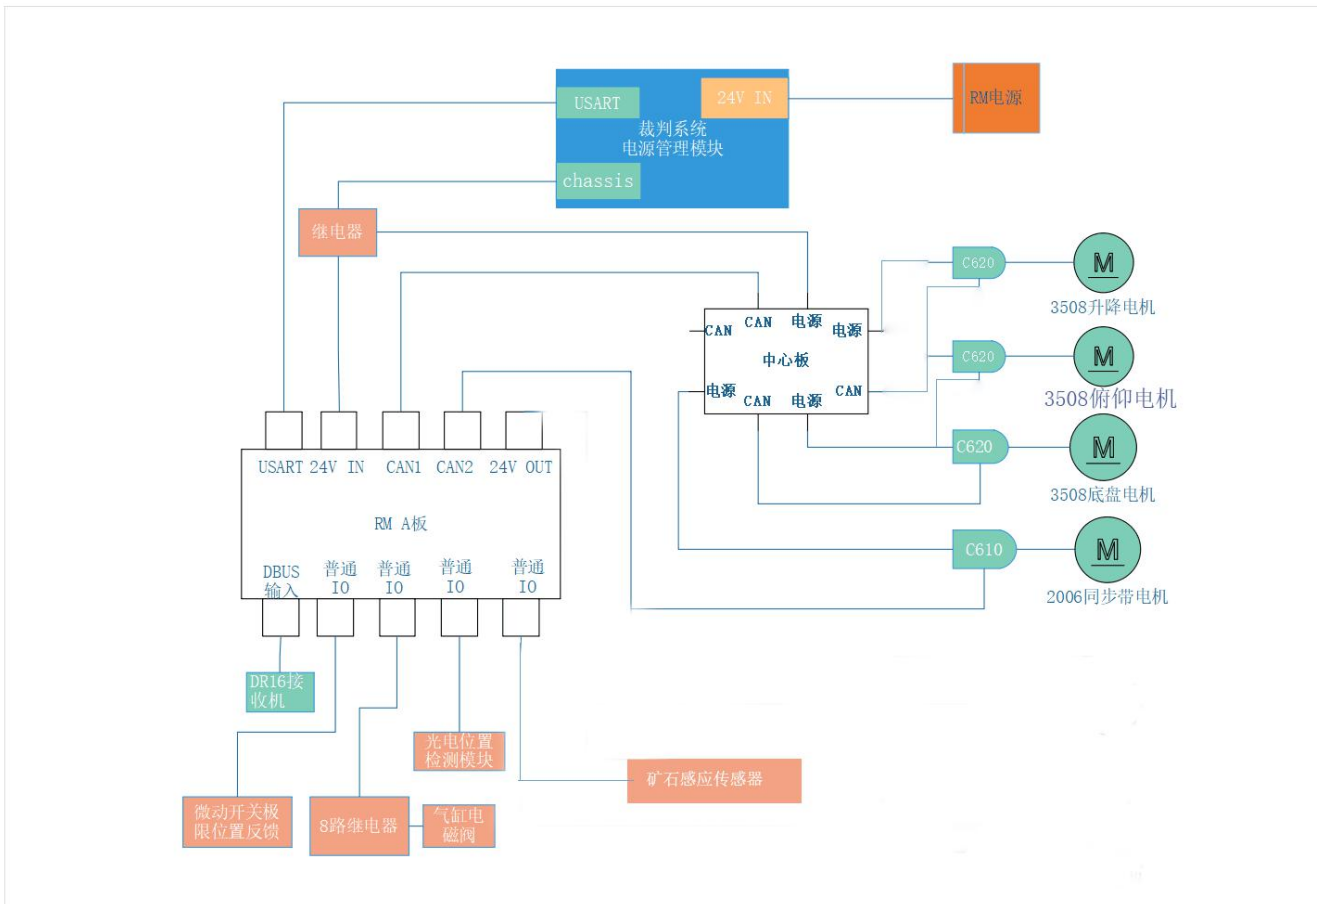 USART
24V IN
裁判系统
电源管理模块
chassis
RM电源
继电器
C620
M
3508升降电机
CAN
CAN
电源
电源
中心板
电源
CAN
电源
CAN
C620
M
3508俯仰电机
C620
M
3508底盘电机
C610
M
2006同步带电机
USART
24V IN
CAN1
CAN2
24V OUT
RM A板
DBUS
输入
普通
IO
普通
IO
普通
IO
普通
IO
DR16接
收机
光电位置
检测模块
矿石感应传感器
微动开关极
限位置反馈
8路继电器
气缸电
磁阀